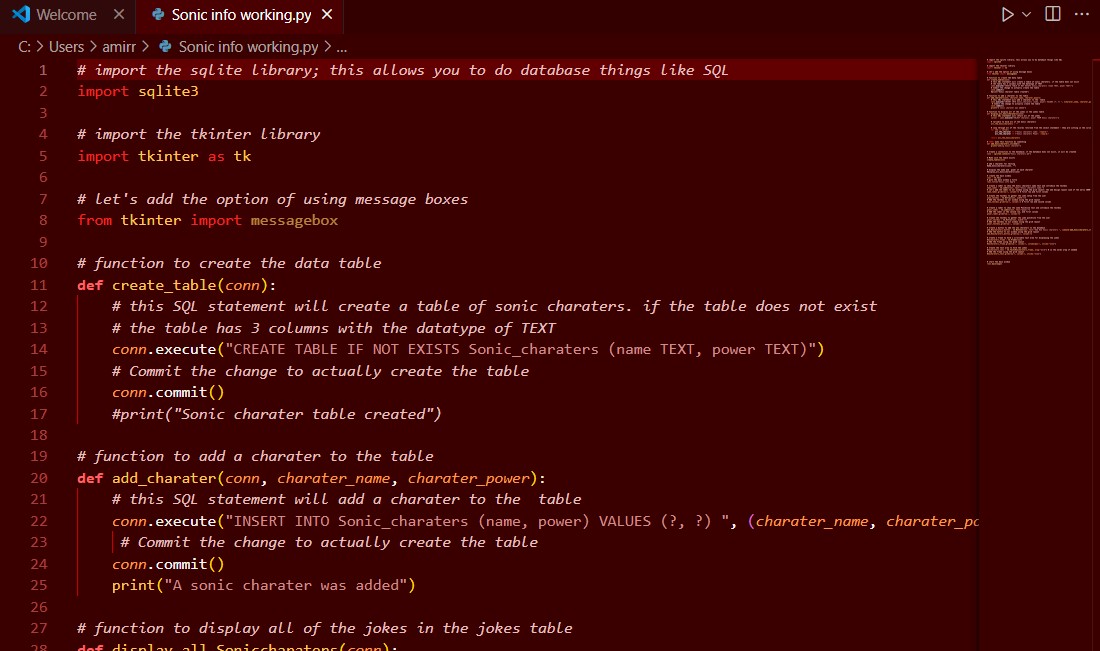 Welcome
Sonic info working.py
C: > Users > amirr > Sonic info working.py > ...
1 # import the sqlite library; this allows you to do database things like SQL
2 import sqlite3
3
4 # import the tkinter library
5 import tkinter as tk
6
7 # let's add the option of using message boxes
8 from tkinter import messagebox
9
10 # function to create the data table
11 def create_table(conn):
12 # this SQL statement will create a table of sonic charaters. if the table does not exist
13 # the table has 3 columns with the datatype of TEXT
14 conn.execute("CREATE TABLE IF NOT EXISTS Sonic_charaters (name TEXT, power TEXT)")
15 # Commit the change to actually create the table
16 conn.commit()
17 #print("Sonic charater table created")
18
19 # function to add a charater to the table
20 def add_charater(conn, charater_name, charater_power):
21 # this SQL statement will add a charater to the  table
22 conn.execute("INSERT INTO Sonic_charaters (name, power) VALUES (?, ?) ", (charater_name, charater_po
23 # Commit the change to actually create the table
24 conn.commit()
25 print("A sonic charater was added")
26
27 # function to display all of the jokes in the jokes table
28 def display_all_Soniccharaters(conn):